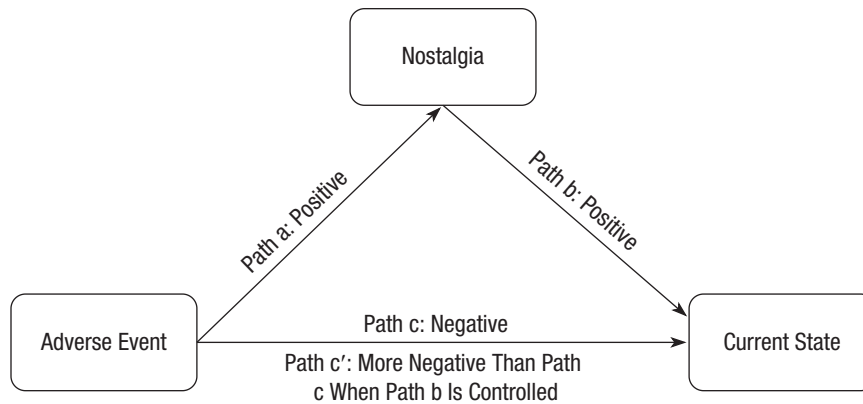 Nostalgia
Path a: Positive
Path b: Positive
Adverse Event
Path c: Negative
Path c′: More Negative Than Path
c When Path b Is Controlled
Current State